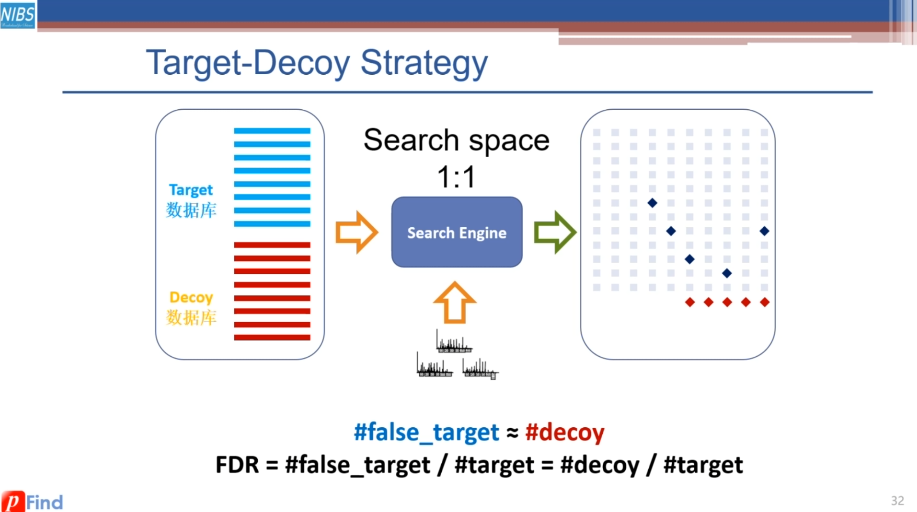 NIBS
Target-Decoy Strategy
Target
数据库
Decoy
数据库
Search space
1:1
Search Engine
#false_target ≈ #decoy
FDR = #false_target / #target = #decoy / #target
pFind
32